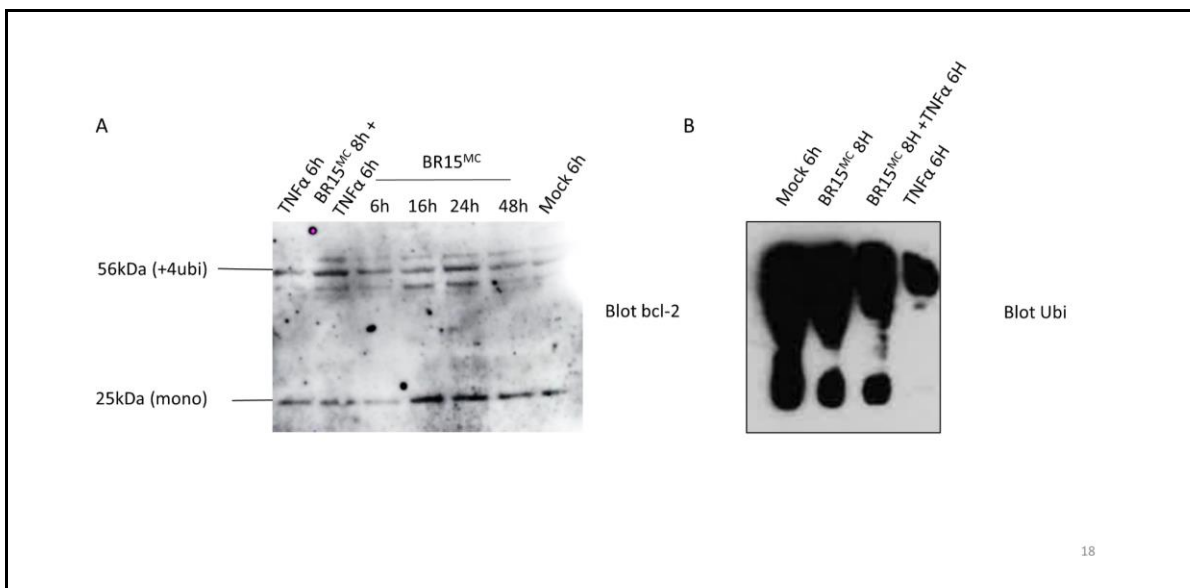 A
TNFα 6h
BR15MC 8h +
TNFα 6h
BR15MC
6h 16h 24h 48h
Mock 6h
56kDa (+4ubi)
25kDa (mono)
Blot bcl-2
B
Mock 6h
BR15MC 8H
BR15MC 8H +TNFα 6H
TNFα 6H
Blot Ubi
18